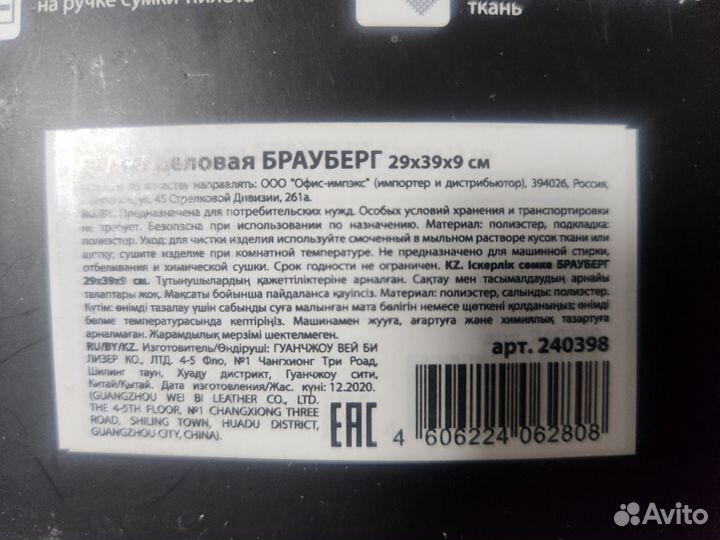 на ручке сумки-пилота
ткань
деловая БРАУБЕРГ 29х39х9 см
по качеству направлять: ООО "Офис-импэкс" (импортер и дистрибьютор), 394026, Россия,
ул. 45 Стрелковой Дивизии, 261а.
RU/BY. Предназначена для потребительских нужд. Особых условий хранения и транспортировки
не требует. Безопасна при использовании по назначению. Материал: полиэстер, подкладка:
полиэстер. Уход: для чистки изделия используйте смоченный в мыльном растворе кусок ткани или
щетку; сушите изделие при комнатной температуре. Не предназначено для машинной стирки,
отбеливания и химической сушки. Срок годности не ограничен. KZ. Іскерлік сөмке БРАУБЕРГ
29х39х9 см. Тұтынушылардың қажеттіліктеріне арналған. Сақтау мен тасымалдаудың арнайы
талаптары жоқ. Мақсаты бойынша пайдаланса қауіпсіз. Материал: полиэстер, салынды: полиэстер.
Күтім: өнімді тазалау үшін сабынды суға малынған мата бөлігін немесе щеткені қолданыңыз; өнімді
бөлме температурасында кептіріңіз. Машинамен жууға, ағартуға және химиялық тазартуға
арналмаған. Жарамдылық мерзімі шектелмеген.
RU/BY/KZ. Изготовитель/Өндіруші: ГУАНЧЖОУ ВЕЙ БИ
ЛИЗЕР КО., ЛТД. 4-5 Фло, №1 Чангхионг Три Роад,
Шилинг таун, Хуаду дистрикт, Гуанчжоу сити,
Китай/Қытай. Дата изготовления/Жас. күні: 12.2020.
(GUANGZHOU WEI BI LEATHER CO., LTD.
THE 4-5TH FLOOR, №1 CHANGXIONG THREE
ROAD, SHILING TOWN, HUADU DISTRICT,
GUANGZHOU CITY, CHINA).
арт. 240398
EAC
4 606224 062808
Avito